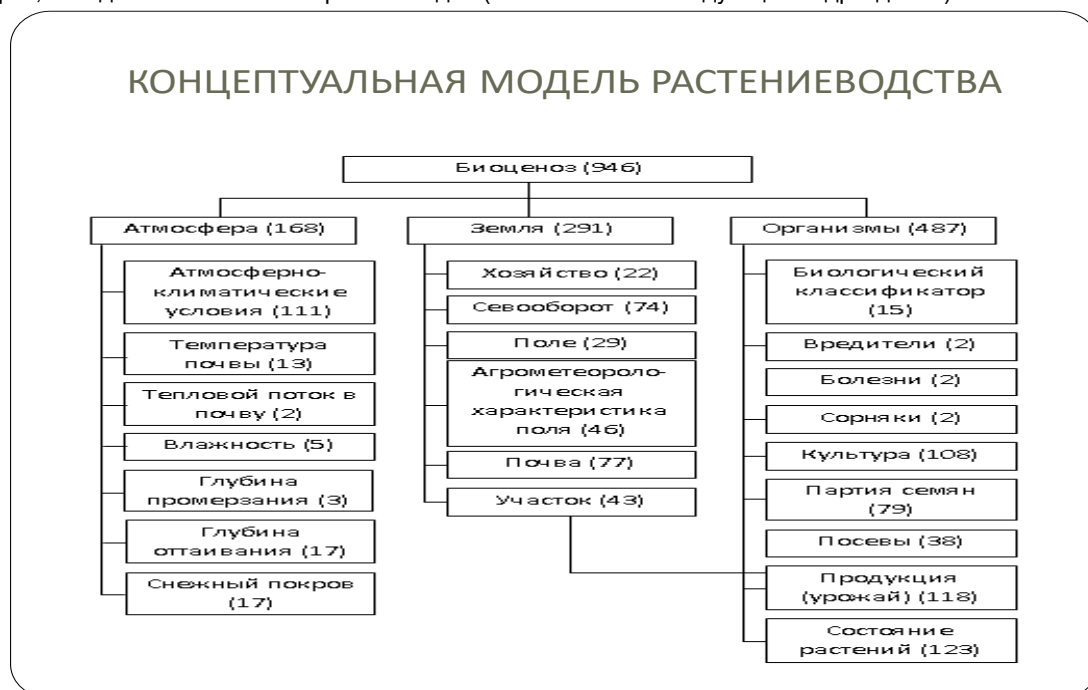 КОНЦЕПТУАЛЬНАЯ МОДЕЛЬ РАСТЕНИЕВОДСТВА
Биоценоз (946)
Атмосфера (168)
Атмосферно-
климатические
условия (111)
Температура
почвы (13)
Тепловой поток в
почву (2)
Влажность (5)
Глубина
промерзания (3)
Глубина
оттаивания (17)
Снежный покров
(17)
Земля (291)
Хозяйство (22)
Севооборот (74)
Поле (29)
Агрометеороло-
гическая
характеристика
поля (46)
Почва (77)
Участок (43)
Организмы (487)
Биологический
классификатор
(15)
Вредители (2)
Болезни (2)
Сорняки (2)
Культура (108)
Партия семян
(79)
Посевы (38)
Продукция
(урожай) (118)
Состояние
растений (123)